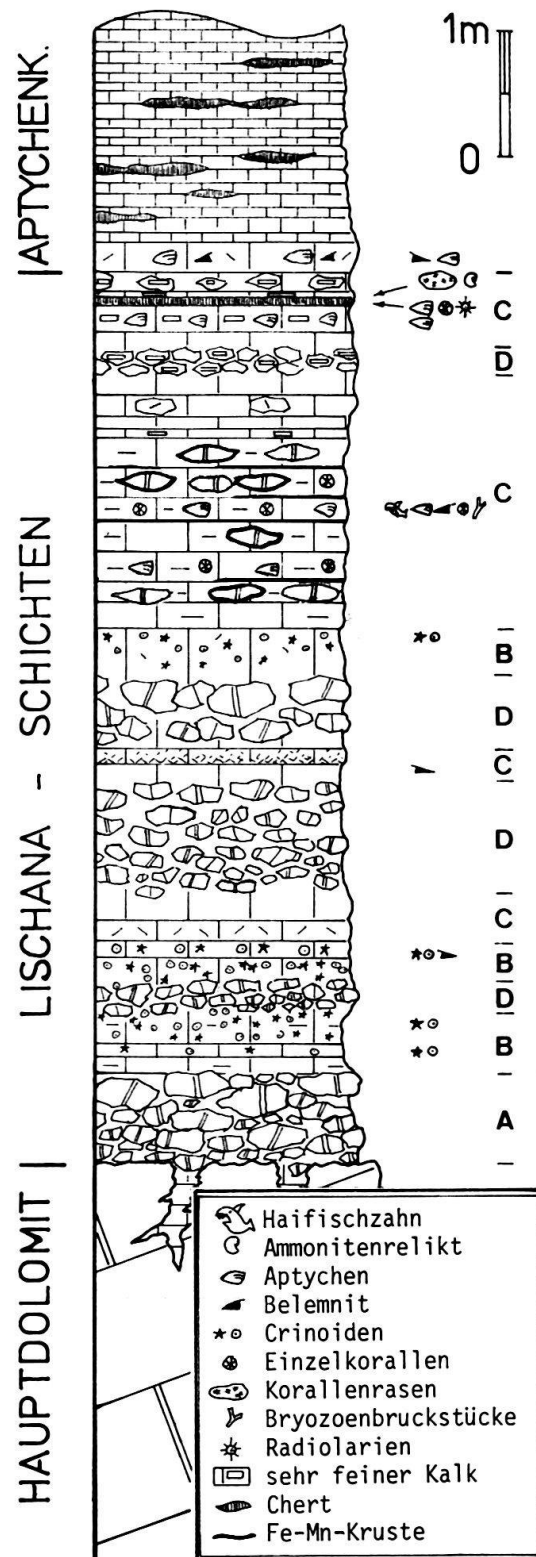 1m
0
APTYCHENK.
LISCHANA - SCHICHTEN
HAUPTDOLOMIT
C
D
C
B
D
C
D
C
B
D
B
A
Haifischzahn
Ammonitenrelikt
Aptychen
Belemnit
Crinoiden
Einzelkorallen
Korallenrasen
Bryozoenbruckstücke
Radiolarien
sehr feiner Kalk
Chert
Fe-Mn-Kruste